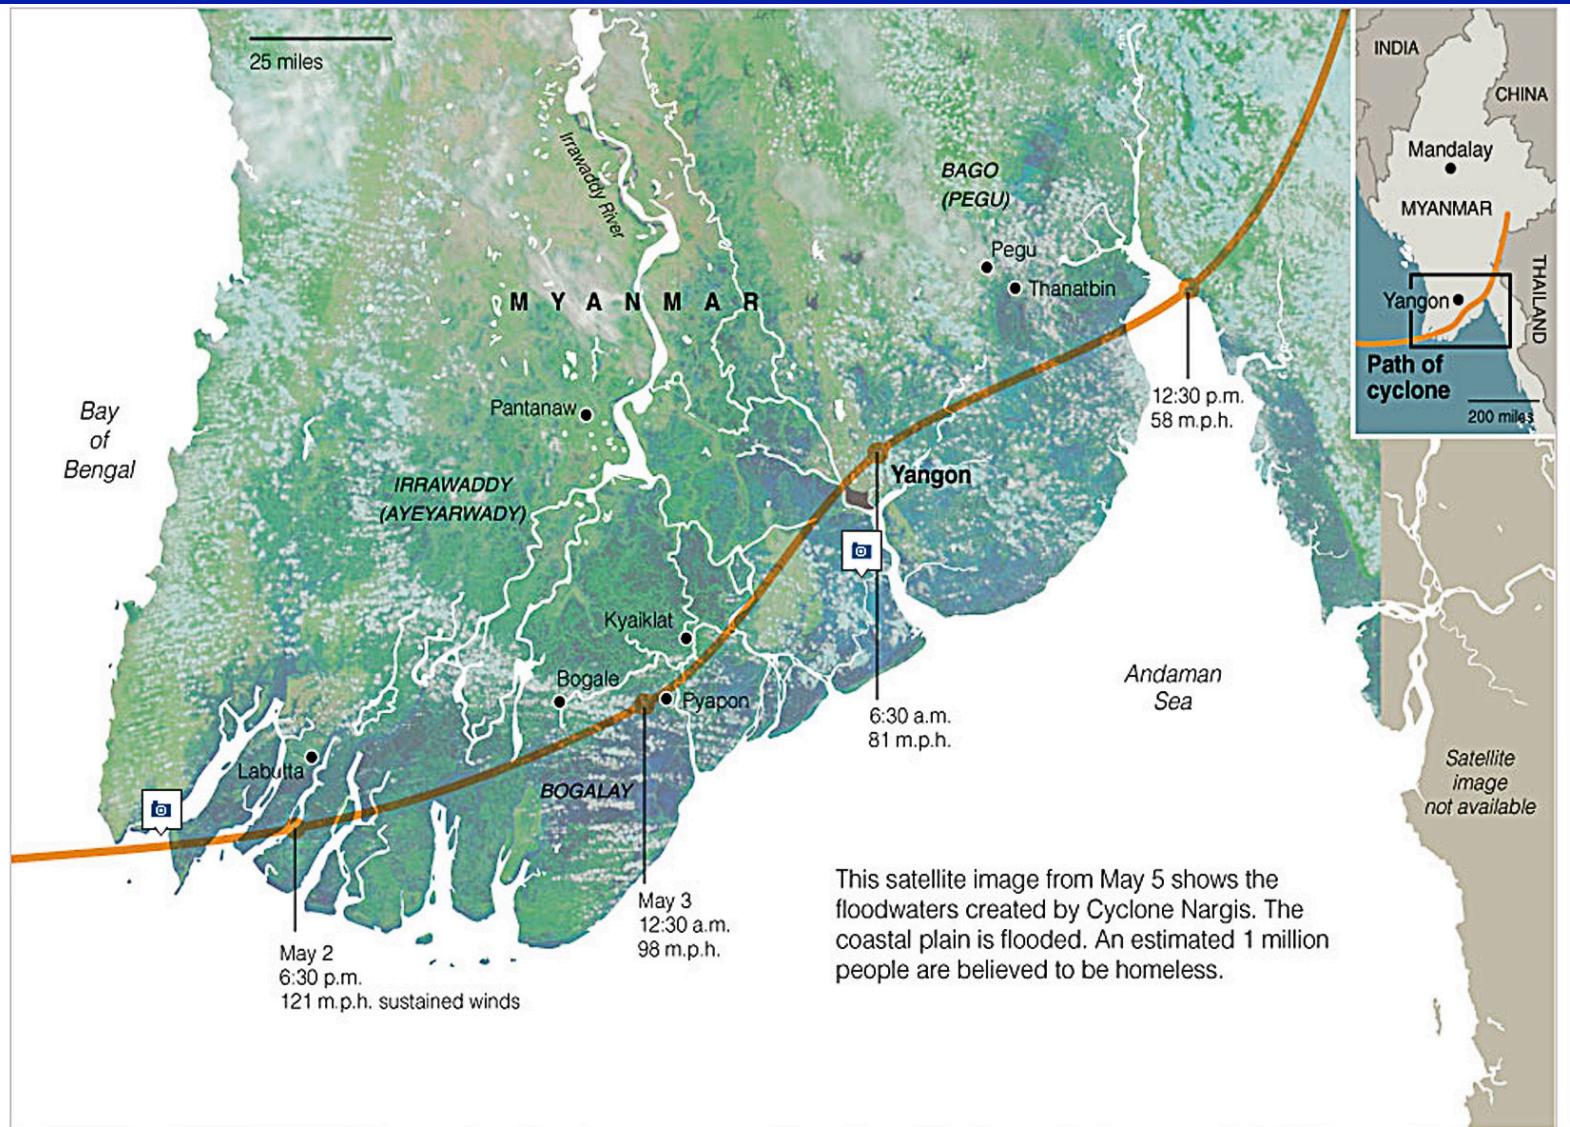 25 miles
Irrawaddy River
BAGO
(PEGU)
Pegu
Thanatbin
MYANMAR
Pantanaw
Bay
of
Bengal
IRRAWADDY
(AYEYARWADY)
Yangon
12:30 p.m.
58 m.p.h.
Kyaiklat
Bogale
Pyapon
Labutta
BOGALAY
6:30 a.m.
81 m.p.h.
Andaman
Sea
May 3
12:30 a.m.
98 m.p.h.
May 2
6:30 p.m.
121 m.p.h. sustained winds
This satellite image from May 5 shows the
floodwaters created by Cyclone Nargis. The
coastal plain is flooded. An estimated 1 million
people are believed to be homeless.
Satellite
image
not available
INDIA
CHINA
Mandalay
MYANMAR
Yangon
THAILAND
Path of
cyclone
200 miles